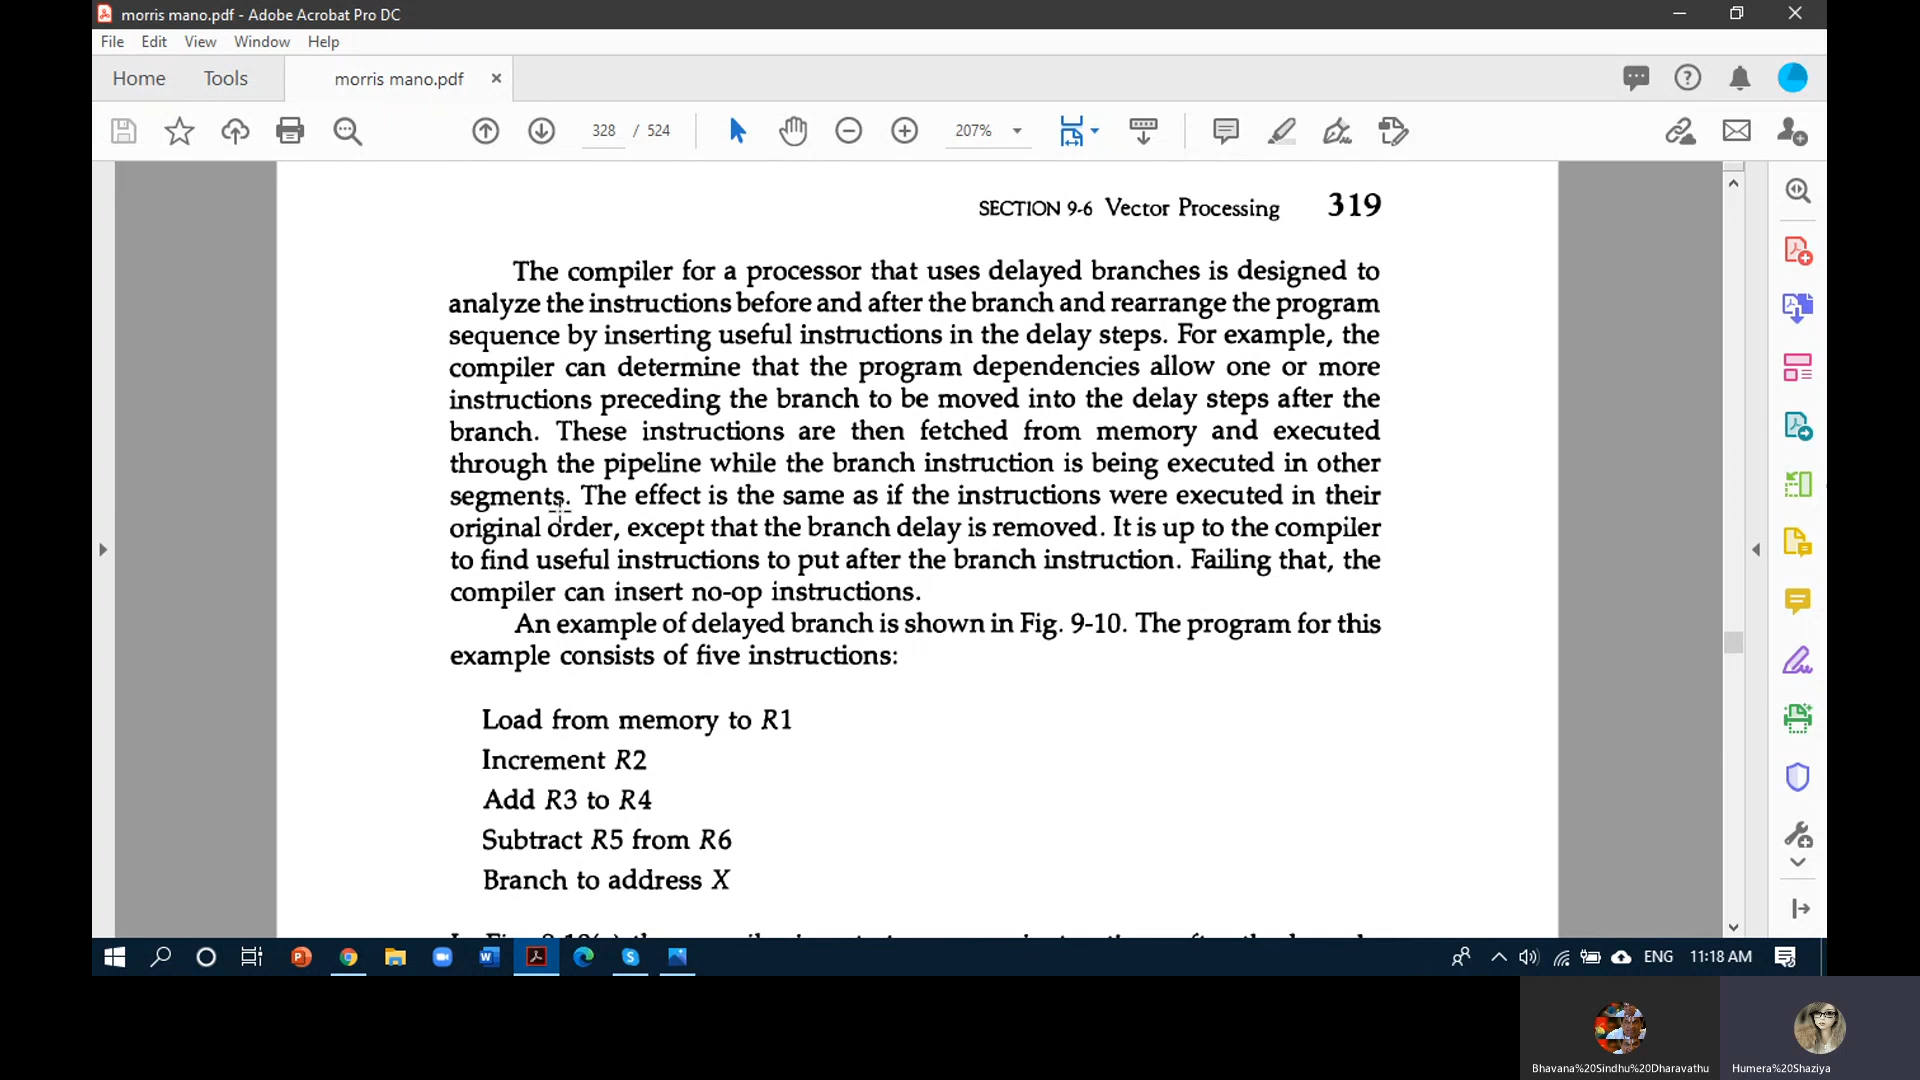 morris mano.pdf - Adobe Acrobat Pro DC
File Edit View Window Help
Home Tools morris mano.pdf
328 / 524 207%
SECTION 9-6 Vector Processing 319
The compiler for a processor that uses delayed branches is designed to
analyze the instructions before and after the branch and rearrange the program
sequence by inserting useful instructions in the delay steps. For example, the
compiler can determine that the program dependencies allow one or more
instructions preceding the branch to be moved into the delay steps after the
branch. These instructions are then fetched from memory and executed
through the pipeline while the branch instruction is being executed in other
segments. The effect is the same as if the instructions were executed in their
original order, except that the branch delay is removed. It is up to the compiler
to find useful instructions to put after the branch instruction. Failing that, the
compiler can insert no-op instructions.
An example of delayed branch is shown in Fig. 9-10. The program for this
example consists of five instructions:
Load from memory to R1
Increment R2
Add R3 to R4
Subtract R5 from R6
Branch to address X
ENG 11:18 AM
Bhavana%20Sindhu%20Dharavathu Humera%20Shaziya